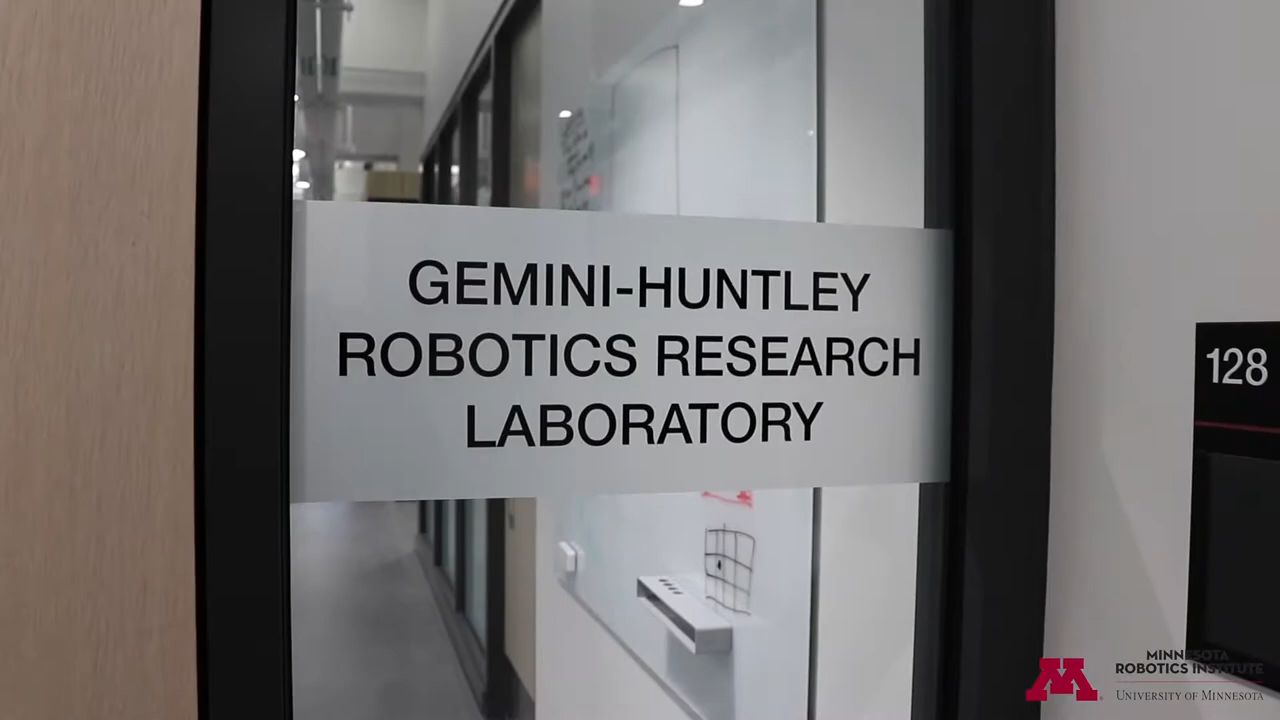 GEMINI-HUNTLEY
ROBOTICS RESEARCH
LABORATORY
128
MINNESOTA
ROBOTICS INSTITUTE
UNIVERSITY OF MINNESOTA